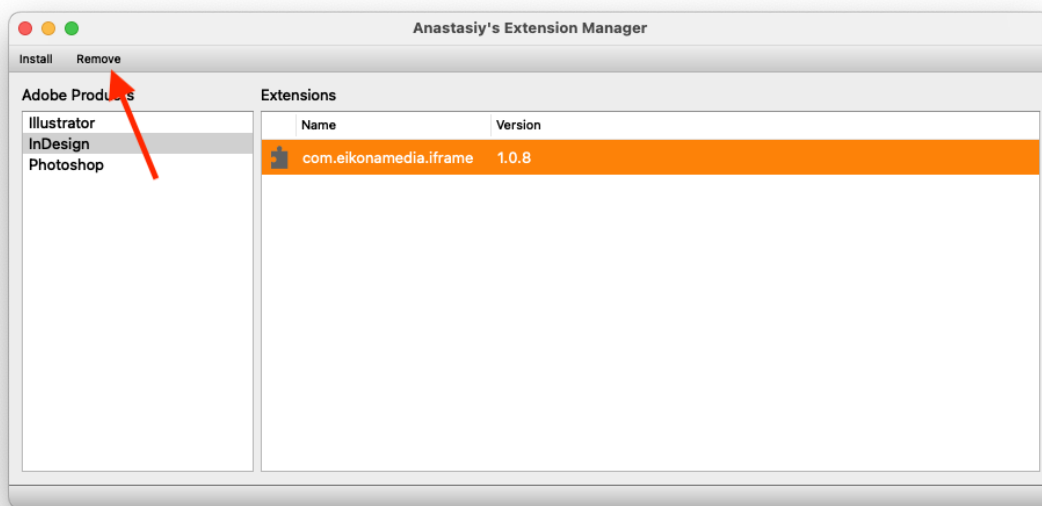 Anastasiy's Extension Manager
Install Remove
Adobe Products
Illustrator
InDesign
Photoshop
Extensions
Name Version
com.eikonamedia.iframe 1.0.8